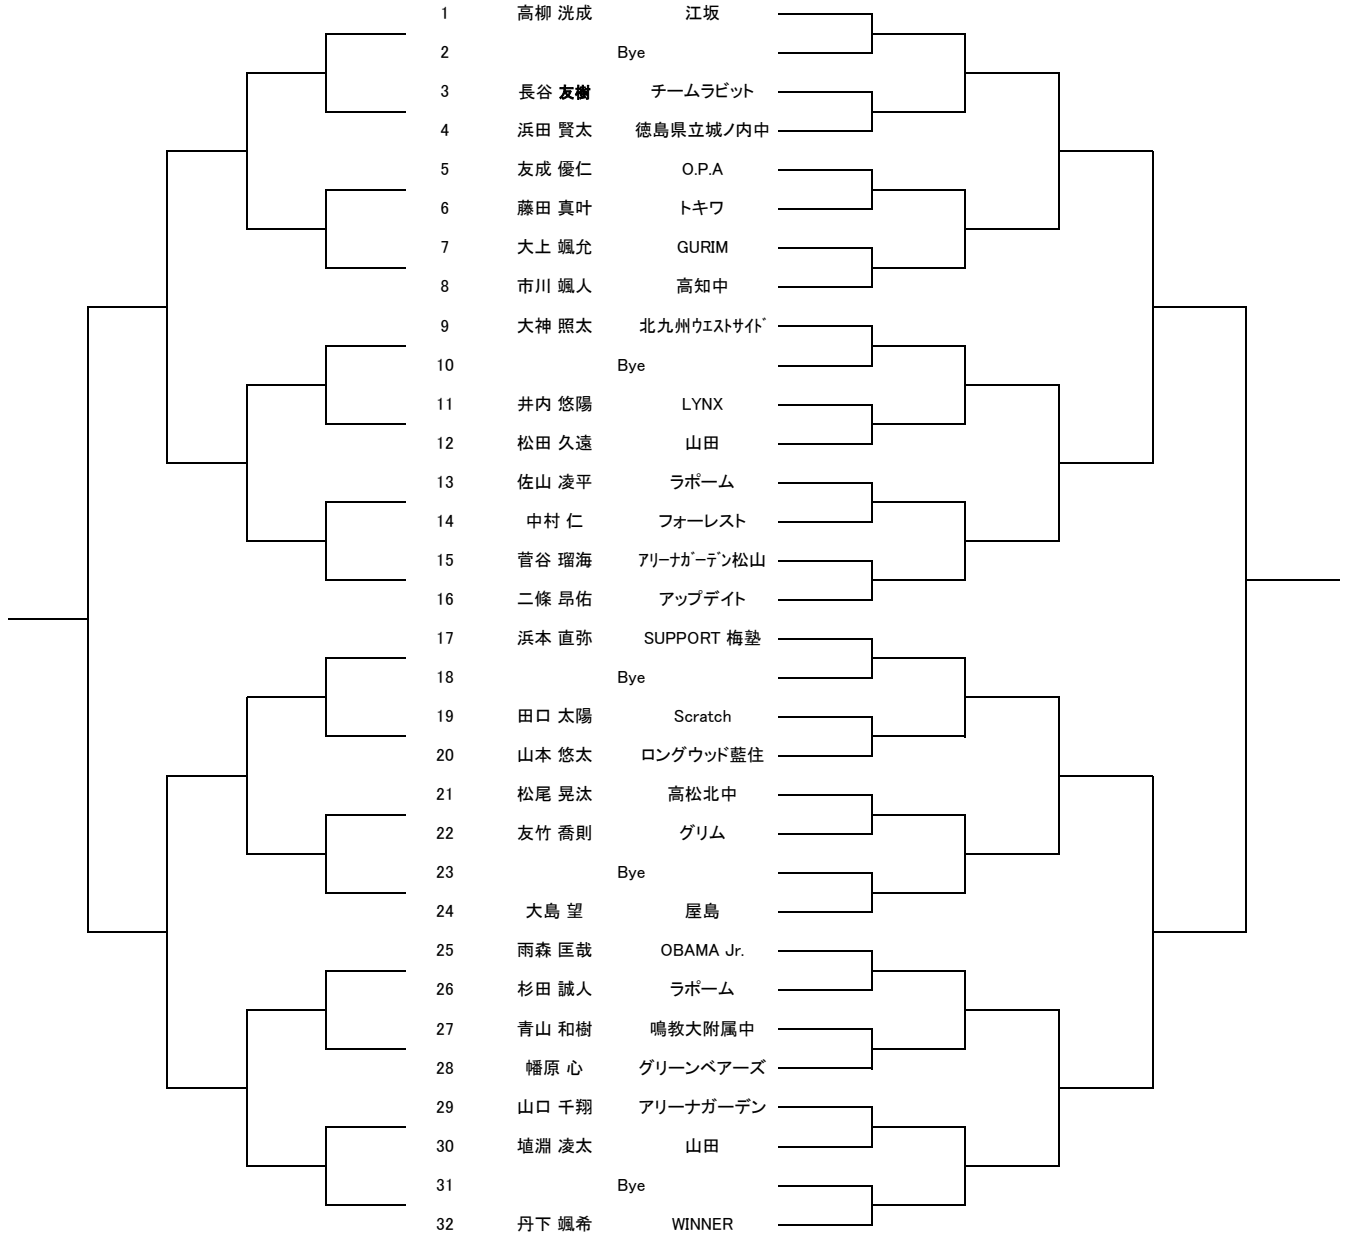 1 高柳 洸成 江坂
2 Bye
3 長谷 友樹 チームラビット
4 浜田 賢太 徳島県立城ノ内中
5 友成 優仁 O.P.A
6 藤田 真叶 トキワ
7 大上 颯允 GURIM
8 市川 颯人 高知中
9 大神 照太 北九州ｳｴｽﾄｻｲﾄﾞ
10 Bye
11 井内 悠陽 LYNX
12 松田 久遠 山田
13 佐山 凌平 ラポーム
14 中村 仁 フォーレスト
15 菅谷 瑠海 ｱﾘｰﾅｶﾞｰﾃﾞﾝ松山
16 二條 昂佑 アップデイト
17 浜本 直弥 SUPPORT 梅塾
18 Bye
19 田口 太陽 Scratch
20 山本 悠太 ロングウッド藍住
21 松尾 晃汰 高松北中
22 友竹 喬則 グリム
23 Bye
24 大島 望 屋島
25 雨森 匡哉 OBAMA Jr.
26 杉田 誠人 ラポーム
27 青山 和樹 鳴教大附属中
28 幡原 心 グリーンベアーズ
29 山口 千翔 アリーナガーデン
30 埴淵 凌太 山田
31 Bye
32 丹下 颯希 WINNER